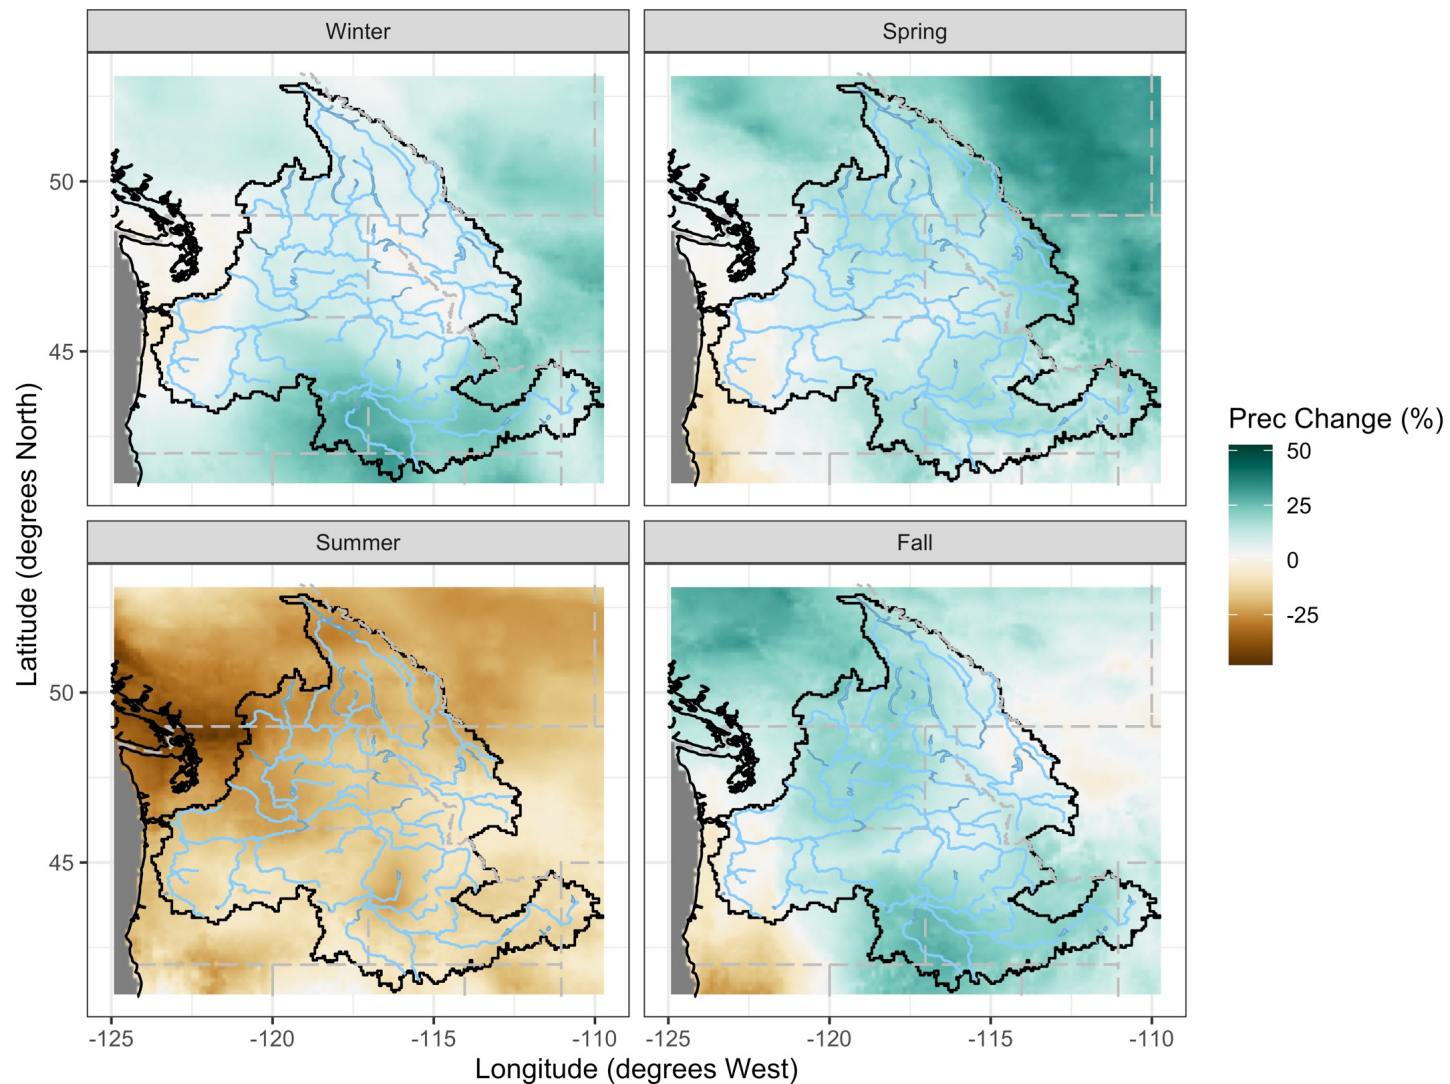 Winter
Spring
50
45
Summer
Fall
50
45
-125
-120
-115
-110
-125
-120
-115
-110
Latitude (degrees North)
Longitude (degrees West)
Prec Change (%)
50
25
0
-25